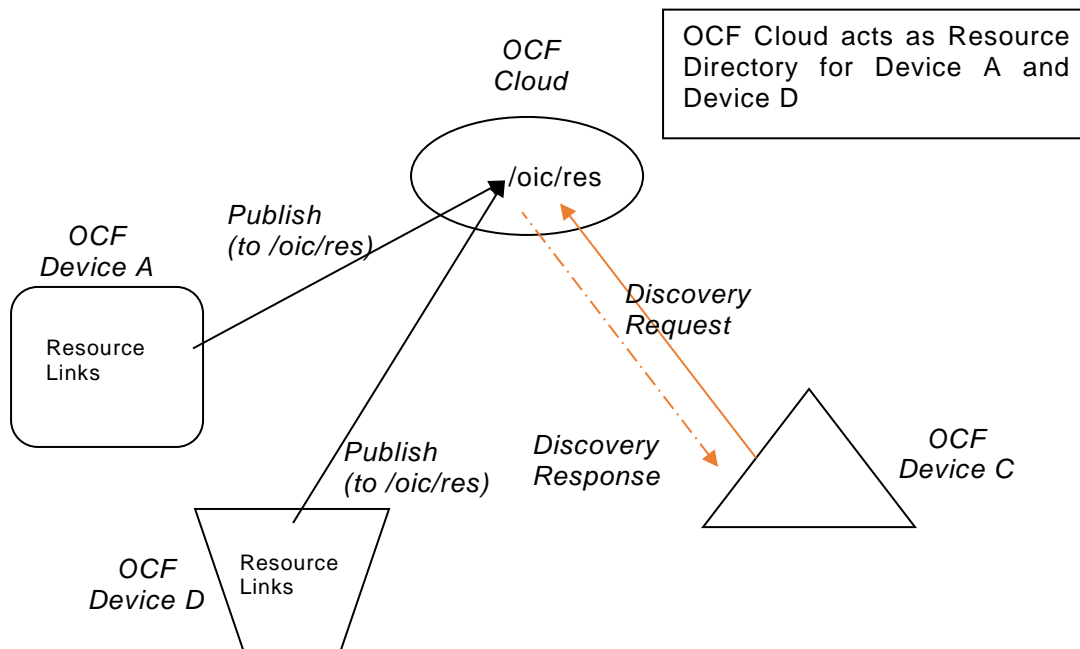 OCF
Cloud
OCF Cloud acts as Resource
Directory for Device A and
Device D
/oic/res
Publish
(to /oic/res)
OCF
Device A
Resource
Links
Discovery
Request
Publish
(to /oic/res)
Discovery
Response
OCF
Device C
OCF
Device D
Resource
Links